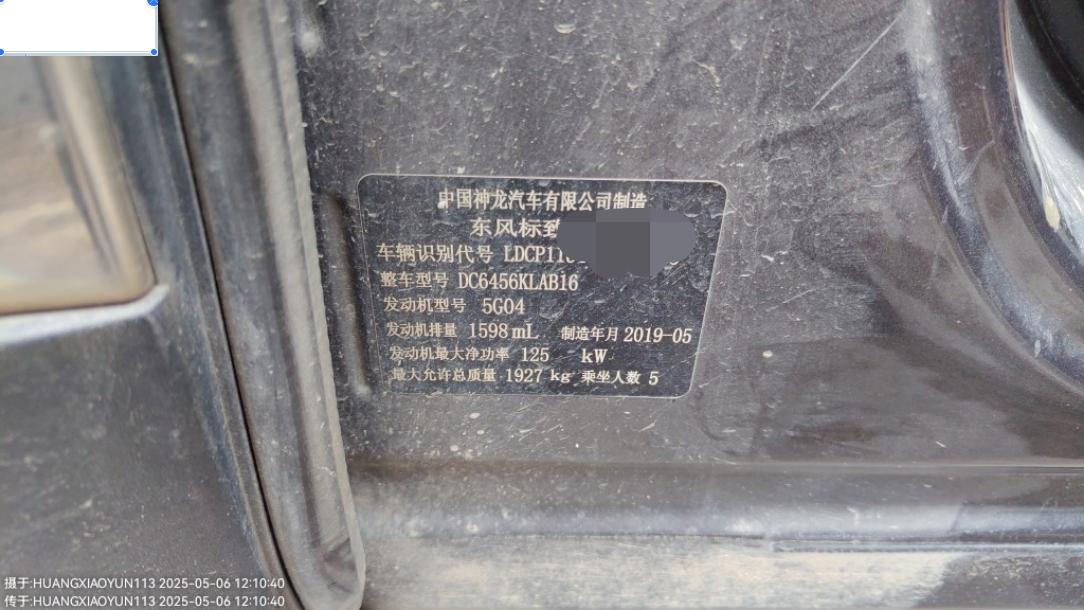 中国神龙汽车有限公司制造
东风标致
车辆识别代号 LDCP11
整车型号 DC6456KLAB16
发动机型号 5G04
发动机排量 1598 mL 制造年月 2019-05
发动机最大净功率 125 kW
最大允许总质量 1927 kg 乘坐人数 5
摄于:HUANGXIAOYUN113 2025-05-06 12:10:40
传于:HUANGXIAOYUN113 2025-05-06 12:10:40